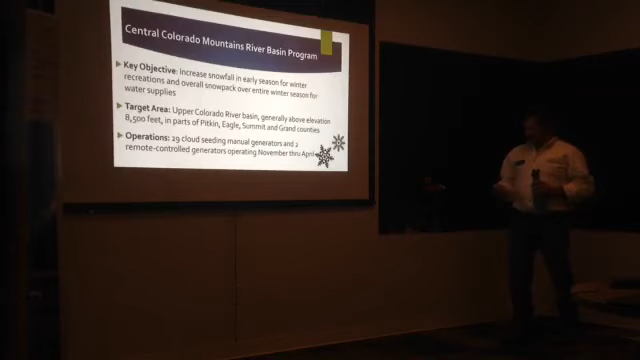 Central Colorado Mountains River Basin Program
Key Objective: Increase snowfall in early season for winter
recreations and overall snowpack over entire winter season for
water supplies
Target Area: Upper Colorado River basin, generally above elevation
8,500 feet, in parts of Pitkin, Eagle, Summit and Grand counties
Operations: 29 cloud seeding manual generators and 2
remote-controlled generators operating November thru April